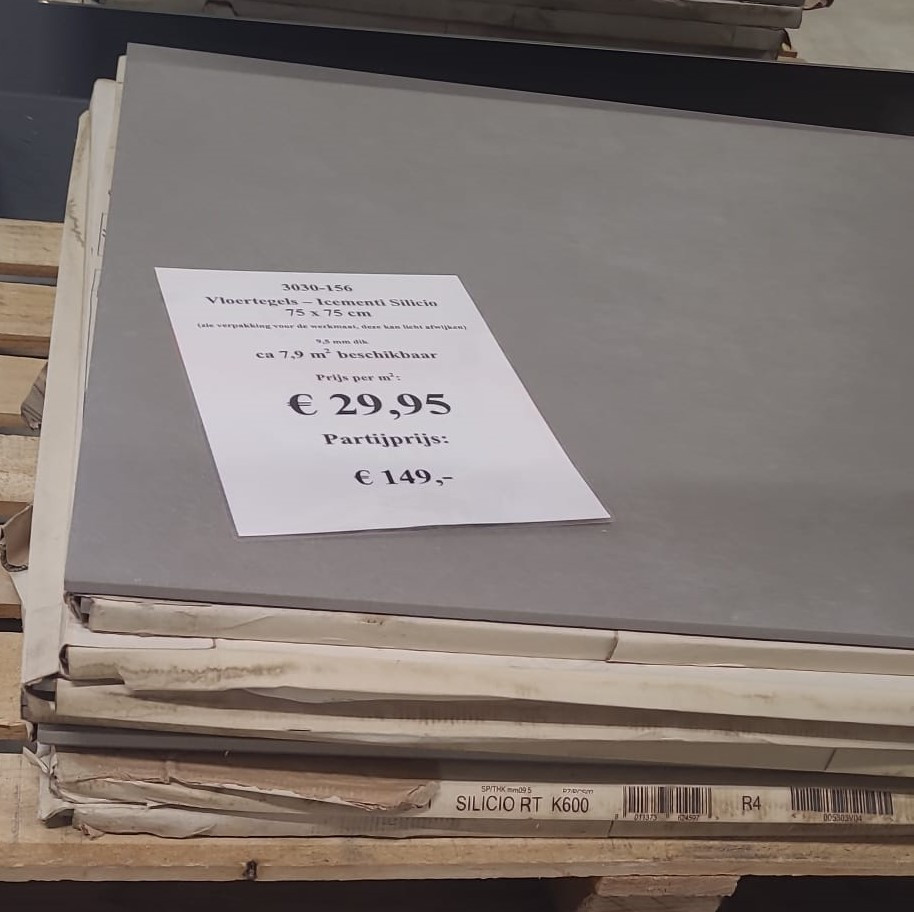 3030-156
Vloertegels – Icementi Silicio
75 x 75 cm
(zie verpakking voor de werkmaat, deze kan licht afwijken)
9,5 mm dik
ca 7,9 m² beschikbaar
Prijs per m²:
€ 29,95
Partijprijs:
€ 149,-
SP/THK mm09.5
SILICIO RT K600
R4